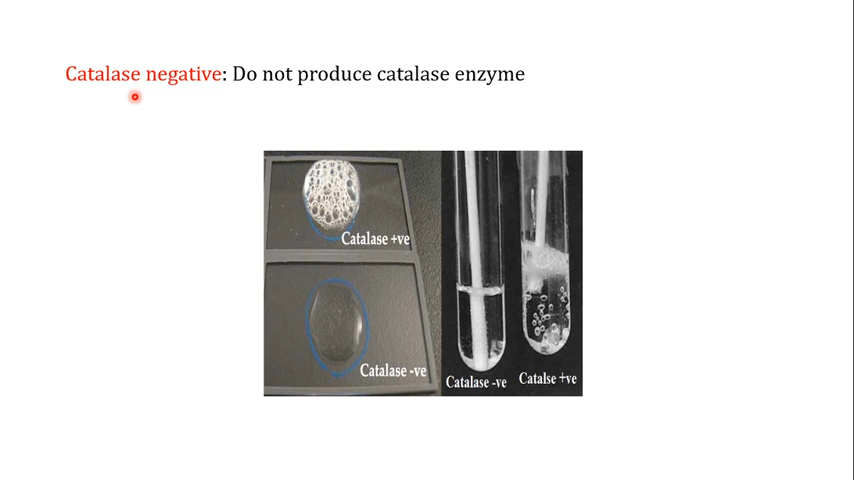 Catalase negative: Do not produce catalase enzyme
Catalase +ve
Catalase -ve
Catalase -ve
Catalse +ve